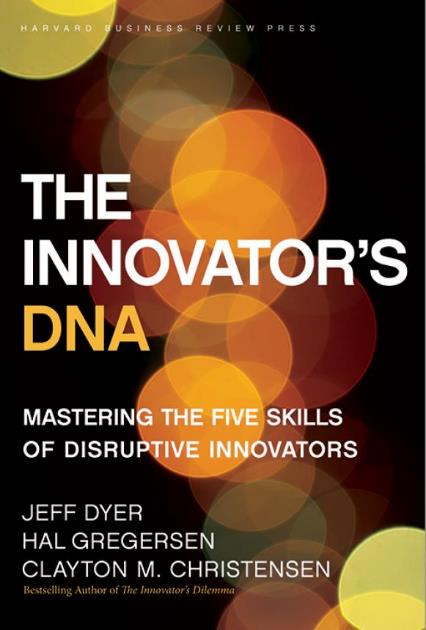 HARVARD BUSINESS REVIEW PRESS
THE
INNOVATOR'S
DNA
MASTERING THE FIVE SKILLS
OF DISRUPTIVE INNOVATORS
JEFF DYER
HAL GREGERSEN
CLAYTON M. CHRISTENSEN
Bestselling Author of The Innovator's Dilemma